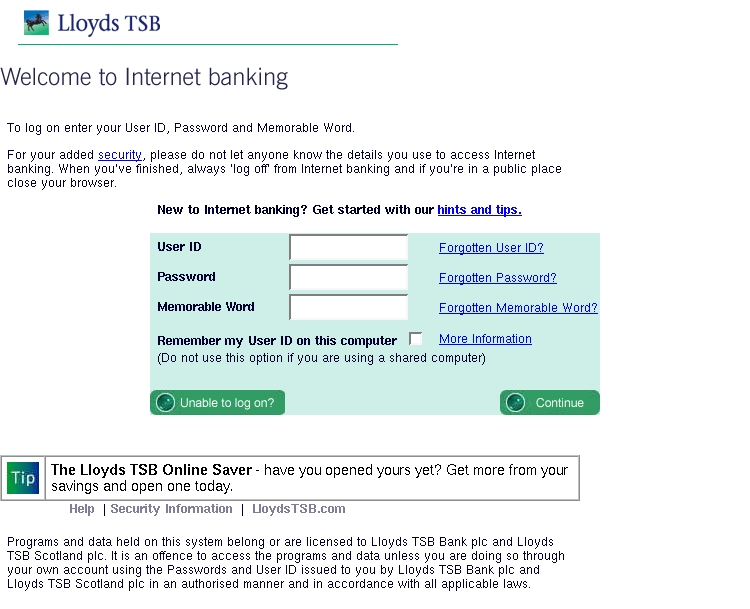 Lloyds TSB
Welcome to Internet banking
To log on enter your User ID, Password and Memorable Word.
For your added security, please do not let anyone know the details you use to access Internet
banking. When you've finished, always 'log off' from Internet banking and if you're in a public place
close your browser.
New to Internet banking? Get started with our hints and tips.
User ID Forgotten User ID?
Password Forgotten Password?
Memorable Word Forgotten Memorable Word?
Remember my User ID on this computer More Information
(Do not use this option if you are using a shared computer)
Unable to log on? Continue
Tip
The Lloyds TSB Online Saver - have you opened yours yet? Get more from your
savings and open one today.
Help | Security Information | LloydsTSB.com
Programs and data held on this system belong or are licensed to Lloyds TSB Bank plc and Lloyds
TSB Scotland plc. It is an offence to access the programs and data unless you are doing so through
your own account using the Passwords and User ID issued to you by Lloyds TSB Bank plc and
Lloyds TSB Scotland plc in an authorised manner and in accordance with all applicable laws.